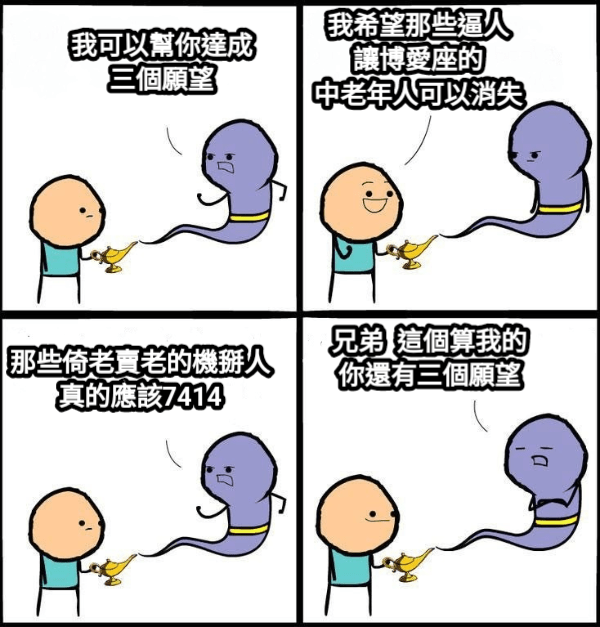 我可以幫你達成
三個願望
我希望那些逼人
讓博愛座的
中老年人可以消失
那些倚老賣老的機掰人
真的應該7414
兄弟 這個算我的
你還有三個願望